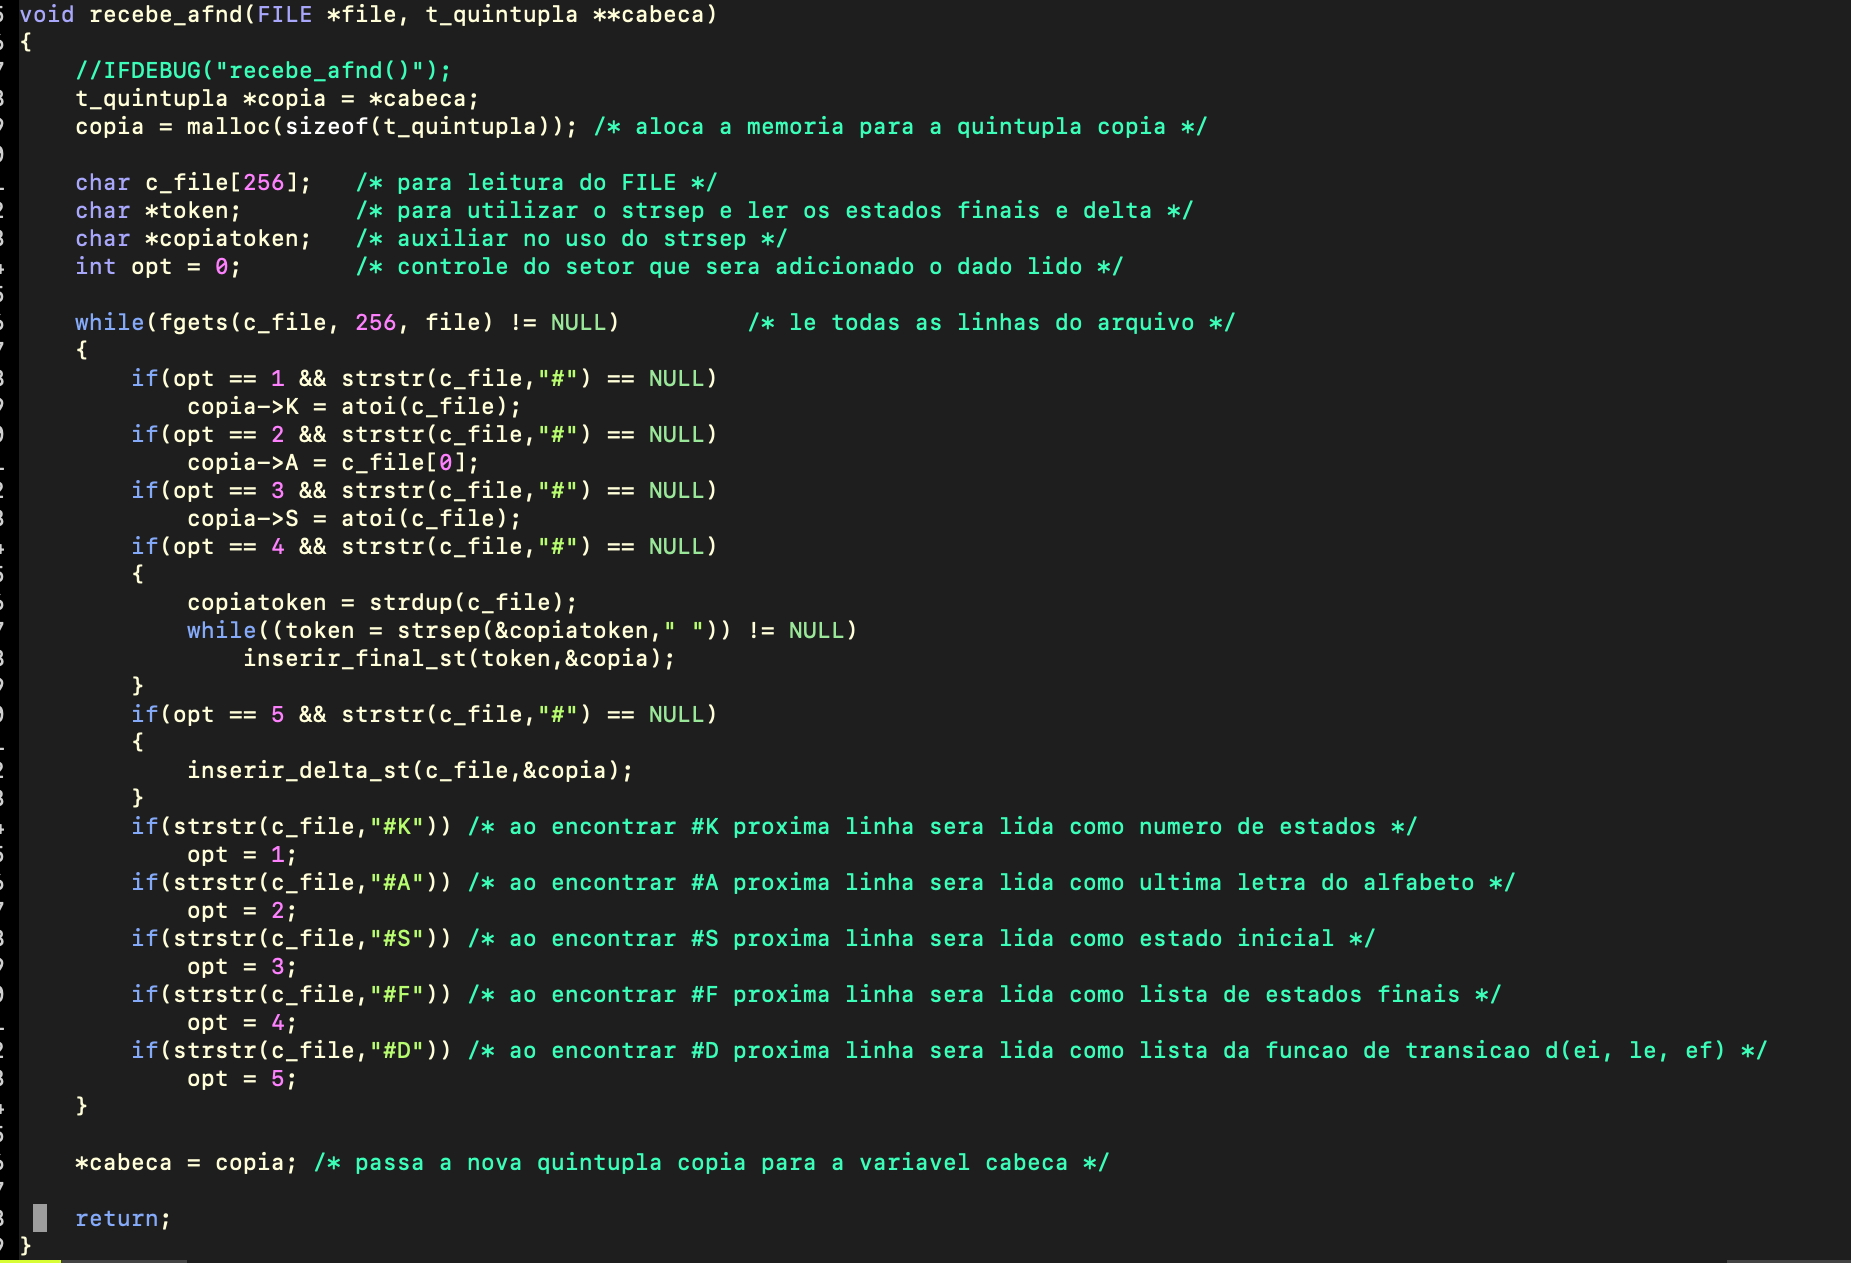 void recebe_afnd(FILE *file, t_quintupla **cabeca)
{
    //IFDEBUG("recebe_afnd()");
    t_quintupla *copia = *cabeca;
    copia = malloc(sizeof(t_quintupla)); /* aloca a memoria para a quintupla copia */

    char c_file[256];   /* para leitura do FILE */
    char *token;        /* para utilizar o strsep e ler os estados finais e delta */
    char *copiatoken;   /* auxiliar no uso do strsep */
    int opt = 0;        /* controle do setor que sera adicionado o dado lido */

    while(fgets(c_file, 256, file) != NULL)         /* le todas as linhas do arquivo */
    {
        if(opt == 1 && strstr(c_file,"#") == NULL)
            copia->K = atoi(c_file);
        if(opt == 2 && strstr(c_file,"#") == NULL)
            copia->A = c_file[0];
        if(opt == 3 && strstr(c_file,"#") == NULL)
            copia->S = atoi(c_file);
        if(opt == 4 && strstr(c_file,"#") == NULL)
        {
            copiatoken = strdup(c_file);
            while((token = strsep(&copiatoken," ")) != NULL)
                inserir_final_st(token,&copia);
        }
        if(opt == 5 && strstr(c_file,"#") == NULL)
        {
            inserir_delta_st(c_file,&copia);
        }
        if(strstr(c_file,"#K")) /* ao encontrar #K proxima linha sera lida como numero de estados */
            opt = 1;
        if(strstr(c_file,"#A")) /* ao encontrar #A proxima linha sera lida como ultima letra do alfabeto */
            opt = 2;
        if(strstr(c_file,"#S")) /* ao encontrar #S proxima linha sera lida como estado inicial */
            opt = 3;
        if(strstr(c_file,"#F")) /* ao encontrar #F proxima linha sera lida como lista de estados finais */
            opt = 4;
        if(strstr(c_file,"#D")) /* ao encontrar #D proxima linha sera lida como lista da funcao de transicao d(ei, le, ef) */
            opt = 5;
    }

    *cabeca = copia; /* passa a nova quintupla copia para a variavel cabeca */

    return;
}